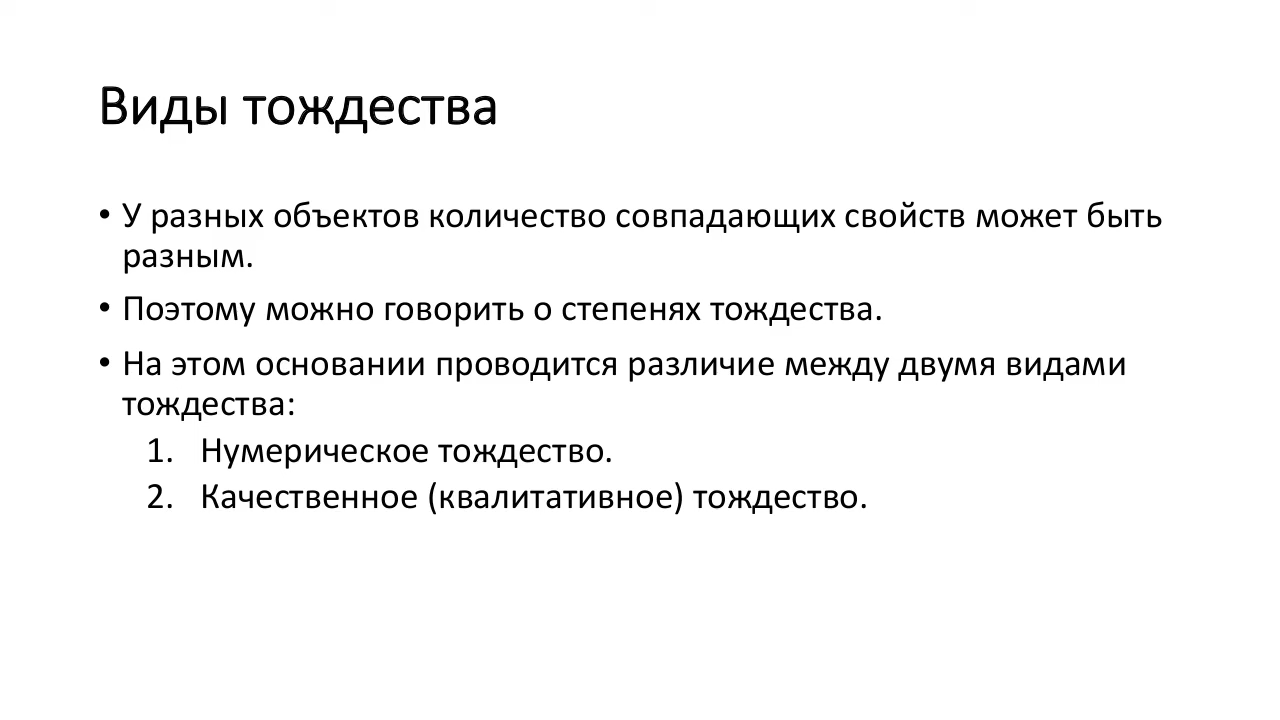 Виды тождества
• У разных объектов количество совпадающих свойств может быть
разным.
• Поэтому можно говорить о степенях тождества.
• На этом основании проводится различие между двумя видами
тождества:
1. Нумерическое тождество.
2. Качественное (квалитативное) тождество.